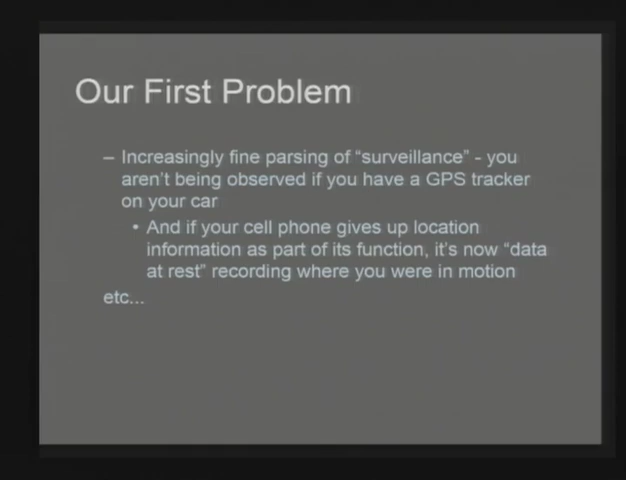 Our First Problem
– Increasingly fine parsing of “surveillance” - you
aren’t being observed if you have a GPS tracker
on your car
• And if your cell phone gives up location
information as part of its function, it’s now “data
at rest” recording where you were in motion
etc...